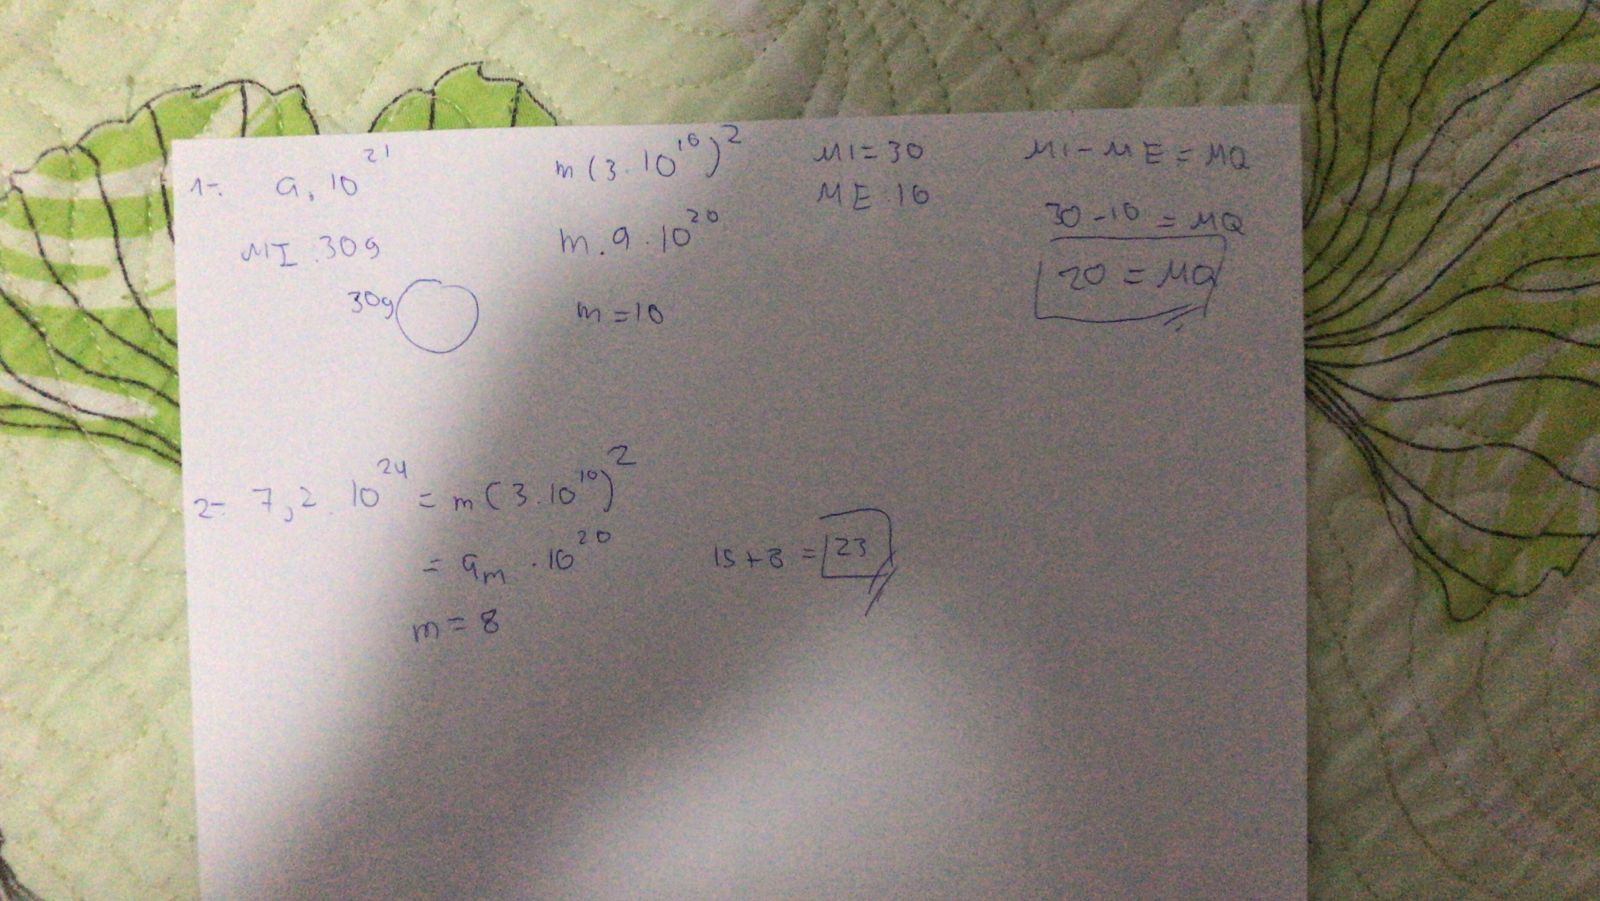 1-. 9.10^21
MI.30g
30g
m(3.10^10)^2
m.9.10^20
m=10
MI=30
ME.10
MI-ME=MQ
30-10=MQ
20=MQ
2-. 7,2.10^24=m(3.10^10)^2
=9m.10^20
m=8
15+8=23